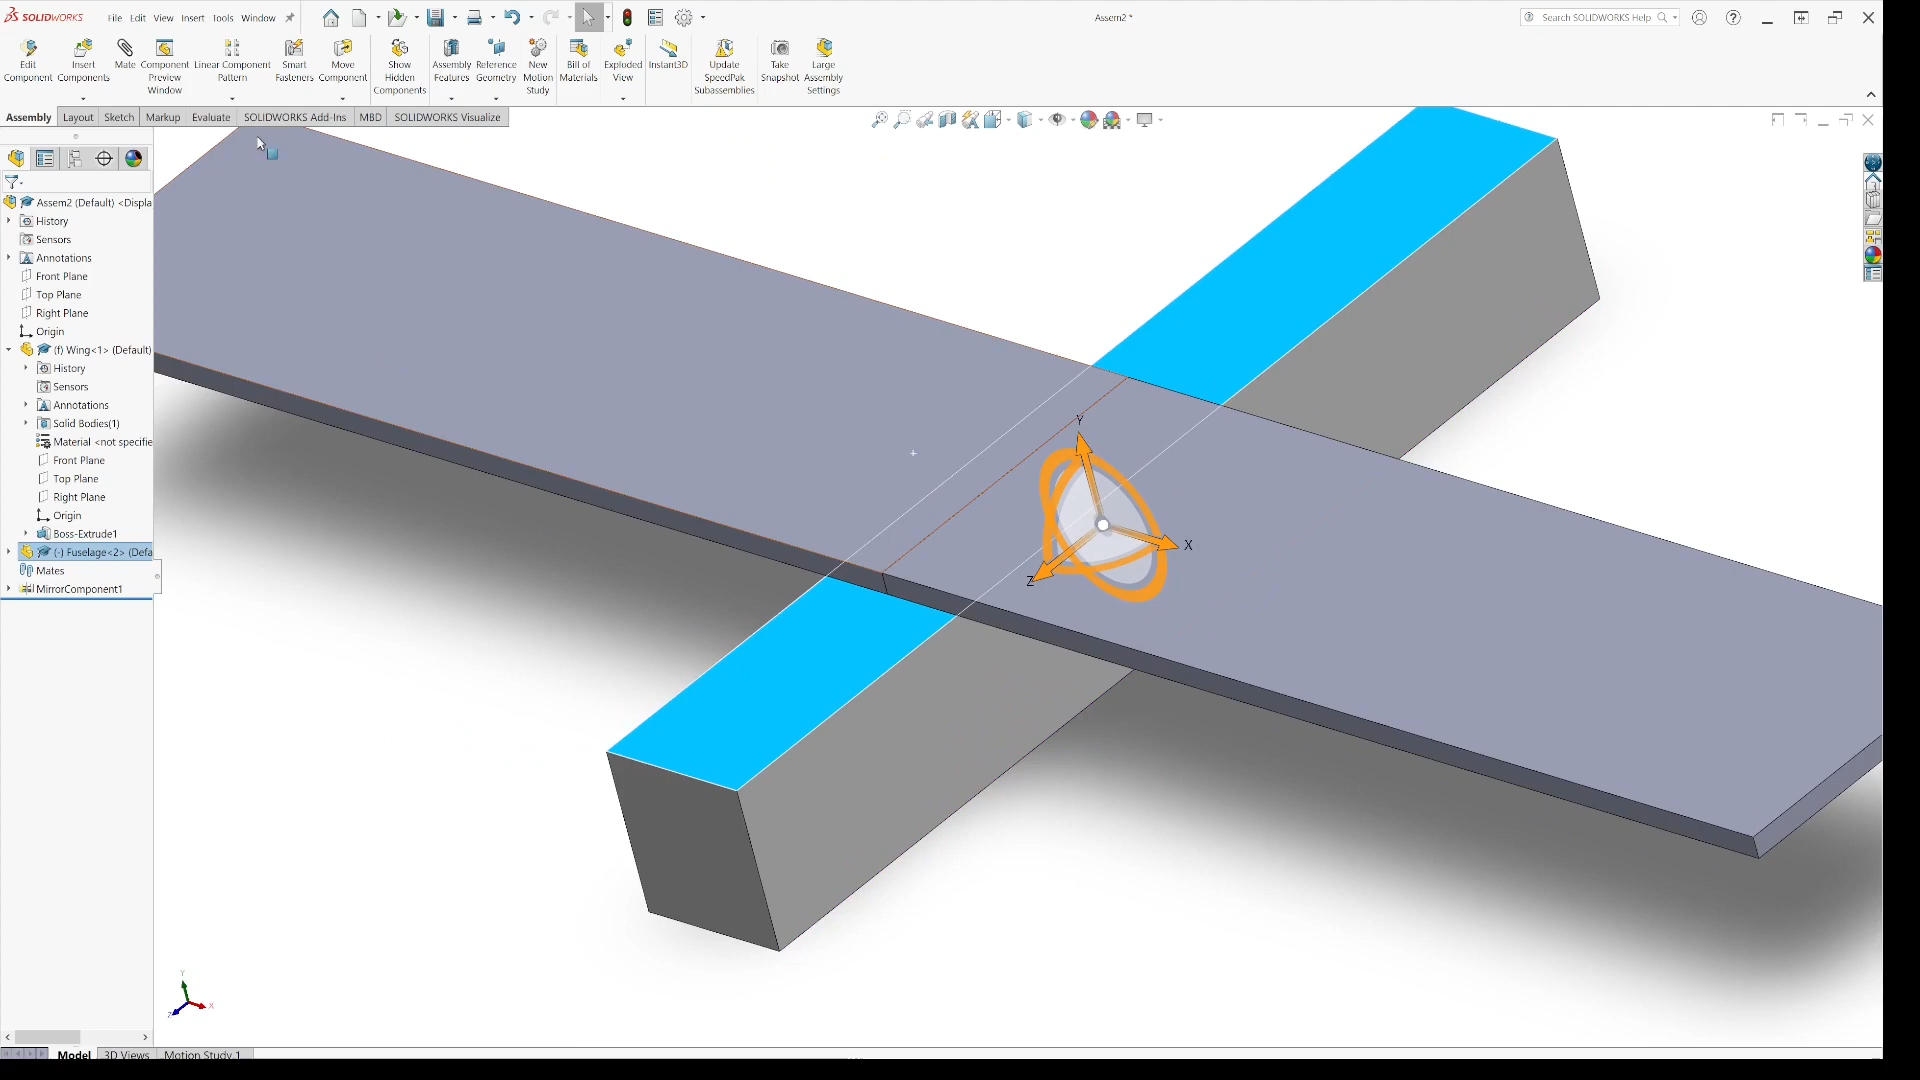 SOLIDWORKS File Edit View Insert Tools Window Assem2 * Search SOLIDWORKS Help
Edit Component
Insert Components
Mate
Component Preview Window
Linear Component Pattern
Smart Fasteners
Move Component
Show Hidden Components
Assembly Features
Reference Geometry
New Motion Study
Bill of Materials
Exploded View
Instant3D
Update SpeedPak Subassemblies
Take Snapshot
Large Assembly Settings
Assembly Layout Sketch Markup Evaluate SOLIDWORKS Add-Ins MBD SOLIDWORKS Visualize
Assem2 (Default) <Displa
History
Sensors
Annotations
Front Plane
Top Plane
Right Plane
Origin
(f) Wing<1> (Default)
History
Sensors
Annotations
Solid Bodies(1)
Material <not specifie
Front Plane
Top Plane
Right Plane
Origin
Boss-Extrude1
(-) Fuselage<2> (Defa
Mates
MirrorComponent1
Y
X
Z
Y
X
Z
Model 3D Views Motion Study 1